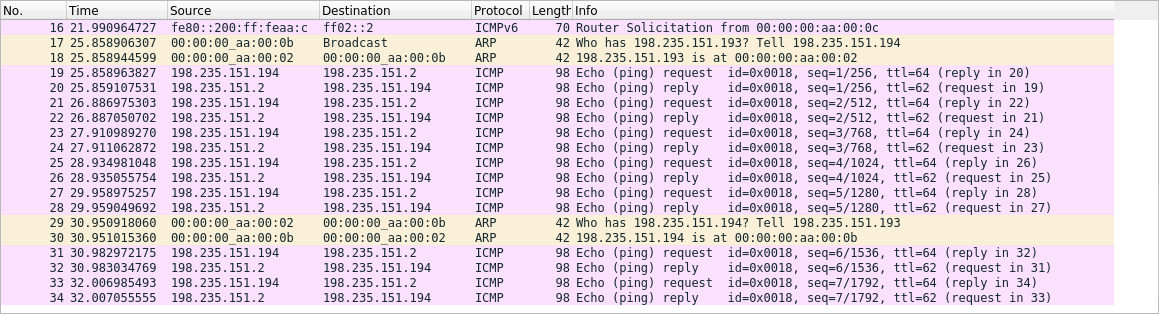 No. Time Source Destination Protocol Length Info
16 21.990964727 fe80::200:ff:feaa:c ff02::2 ICMPv6 70 Router Solicitation from 00:00:00:aa:00:0c
17 25.858906307 00:00:00_aa:00:0b Broadcast ARP 42 Who has 198.235.151.193? Tell 198.235.151.194
18 25.858944599 00:00:00_aa:00:02 00:00:00_aa:00:0b ARP 42 198.235.151.193 is at 00:00:00:aa:00:02
19 25.858963827 198.235.151.194 198.235.151.2 ICMP 98 Echo (ping) request id=0x0018, seq=1/256, ttl=64 (reply in 20)
20 25.859107531 198.235.151.2 198.235.151.194 ICMP 98 Echo (ping) reply id=0x0018, seq=1/256, ttl=62 (request in 19)
21 26.886975303 198.235.151.194 198.235.151.2 ICMP 98 Echo (ping) request id=0x0018, seq=2/512, ttl=64 (reply in 22)
22 26.887050702 198.235.151.2 198.235.151.194 ICMP 98 Echo (ping) reply id=0x0018, seq=2/512, ttl=62 (request in 21)
23 27.910989270 198.235.151.194 198.235.151.2 ICMP 98 Echo (ping) request id=0x0018, seq=3/768, ttl=64 (reply in 24)
24 27.911062872 198.235.151.2 198.235.151.194 ICMP 98 Echo (ping) reply id=0x0018, seq=3/768, ttl=62 (request in 23)
25 28.934981048 198.235.151.194 198.235.151.2 ICMP 98 Echo (ping) request id=0x0018, seq=4/1024, ttl=64 (reply in 26)
26 28.935055754 198.235.151.2 198.235.151.194 ICMP 98 Echo (ping) reply id=0x0018, seq=4/1024, ttl=62 (request in 25)
27 29.958975257 198.235.151.194 198.235.151.2 ICMP 98 Echo (ping) request id=0x0018, seq=5/1280, ttl=64 (reply in 28)
28 29.959049692 198.235.151.2 198.235.151.194 ICMP 98 Echo (ping) reply id=0x0018, seq=5/1280, ttl=62 (request in 27)
29 30.950918060 00:00:00_aa:00:02 00:00:00_aa:00:0b ARP 42 Who has 198.235.151.194? Tell 198.235.151.193
30 30.951015360 00:00:00_aa:00:0b 00:00:00_aa:00:02 ARP 42 198.235.151.194 is at 00:00:00:aa:00:0b
31 30.982972175 198.235.151.194 198.235.151.2 ICMP 98 Echo (ping) request id=0x0018, seq=6/1536, ttl=64 (reply in 32)
32 30.983034769 198.235.151.2 198.235.151.194 ICMP 98 Echo (ping) reply id=0x0018, seq=6/1536, ttl=62 (request in 31)
33 32.006985493 198.235.151.194 198.235.151.2 ICMP 98 Echo (ping) request id=0x0018, seq=7/1792, ttl=64 (reply in 34)
34 32.007055555 198.235.151.2 198.235.151.194 ICMP 98 Echo (ping) reply id=0x0018, seq=7/1792, ttl=62 (request in 33)